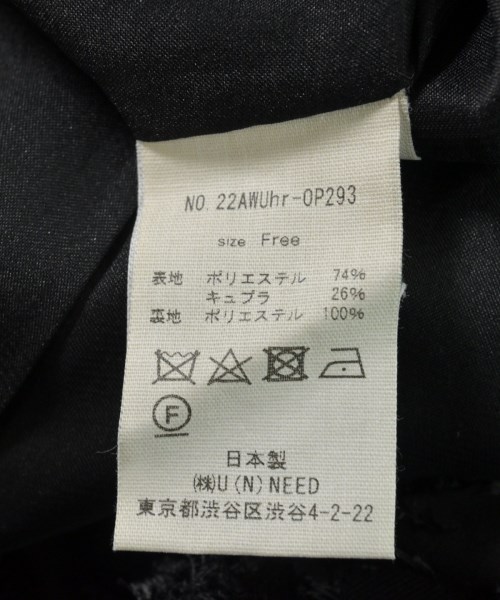 NO. 22AWUhr-OP293
size Free
表地 ポリエステル 74%
キュプラ 26%
裏地 ポリエステル 100%
F
日本製
㈱U(N)NEED
東京都渋谷区渋谷4-2-22